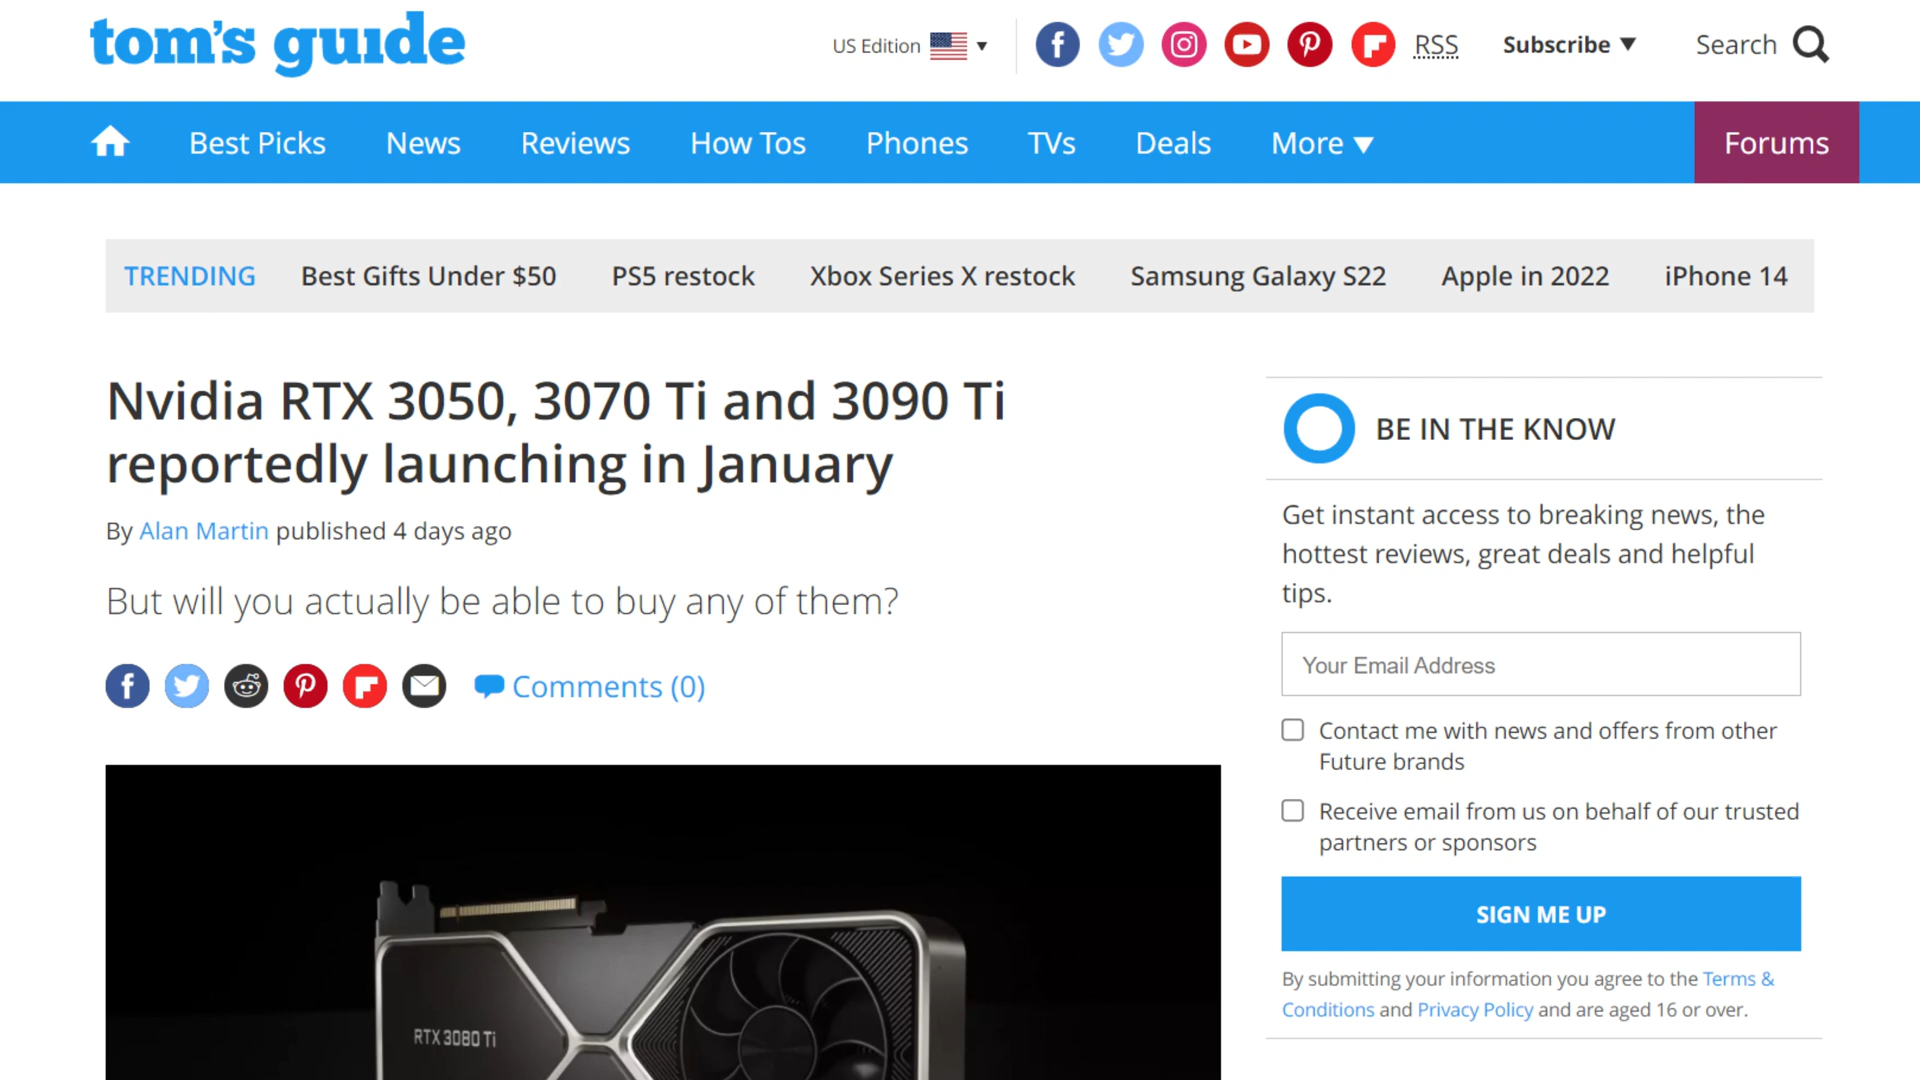 tom's guide
US Edition
RSS
Subscribe
Search
Best Picks
News
Reviews
How Tos
Phones
TVs
Deals
More
Forums
TRENDING
Best Gifts Under $50
PS5 restock
Xbox Series X restock
Samsung Galaxy S22
Apple in 2022
iPhone 14
Nvidia RTX 3050, 3070 Ti and 3090 Ti
reportedly launching in January
By Alan Martin published 4 days ago
But will you actually be able to buy any of them?
Comments (0)
RTX 3080 Ti
BE IN THE KNOW
Get instant access to breaking news, the
hottest reviews, great deals and helpful
tips.
Your Email Address
Contact me with news and offers from other
Future brands
Receive email from us on behalf of our trusted
partners or sponsors
SIGN ME UP
By submitting your information you agree to the Terms &
Conditions and Privacy Policy and are aged 16 or over.